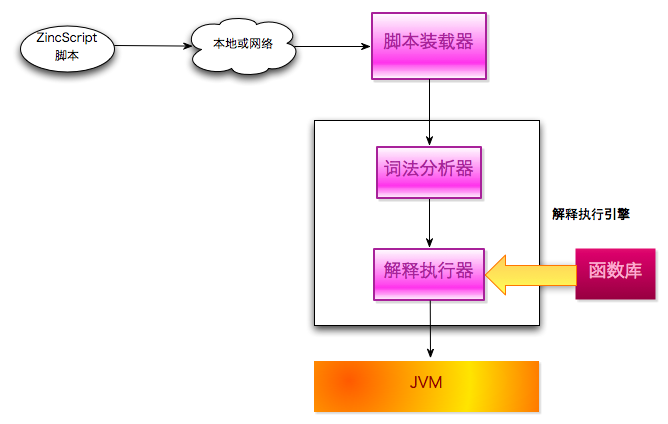 ZincScript
脚本
本地或网络
脚本装载器
词法分析器
解释执行引擎
解释执行器
函数库
JVM